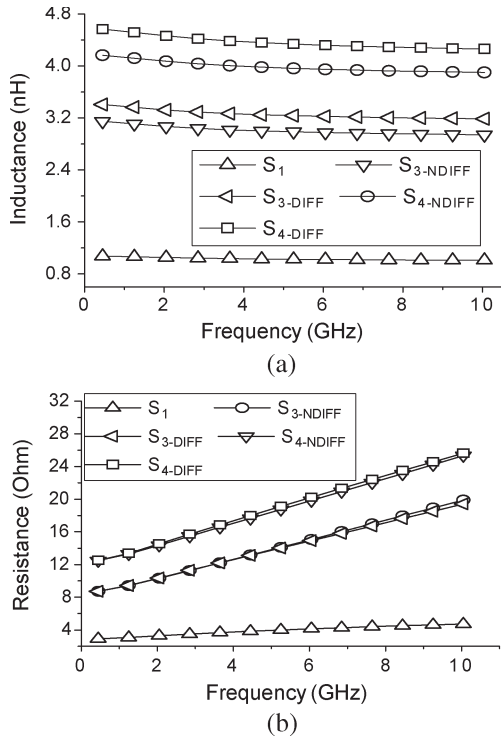 4.8
4.0
3.2
2.4
1.6
0.8
Inductance (nH)
S1 S3-NDIFF
S3-DIFF S4-NDIFF
S4-DIFF
0 2 4 6 8 10
Frequency (GHz)
(a)
32
28
24
20
16
12
8
4
Resistance (Ohm)
S1 S3-NDIFF
S3-DIFF S4-NDIFF
S4-DIFF
0 2 4 6 8 10
Frequency (GHz)
(b)